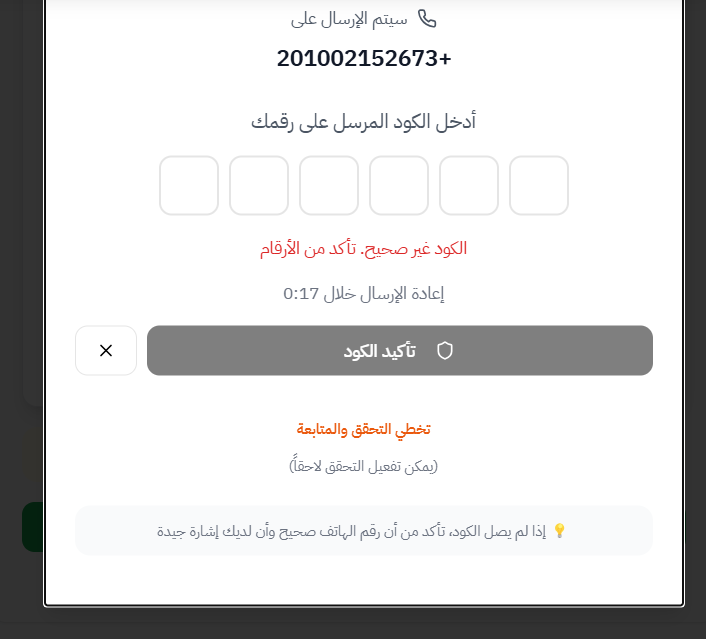 سيتم الإرسال على
201002152673+
أدخل الكود المرسل على رقمك
الكود غير صحيح. تأكد من الأرقام
إعادة الإرسال خلال 0:17
تأكيد الكود
تخطي التحقق والمتابعة
(يمكن تفعيل التحقق لاحقاً)
💡 إذا لم يصل الكود، تأكد من أن رقم الهاتف صحيح وأن لديك إشارة جيدة